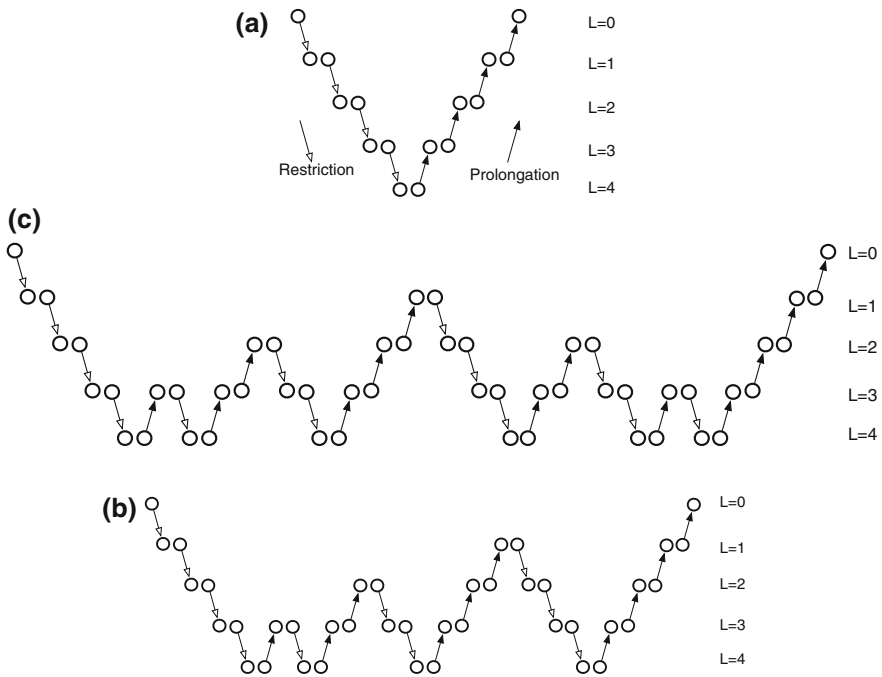 (a)
L=0
L=1
L=2
L=3
L=4
Restriction
Prolongation
(c)
L=0
L=1
L=2
L=3
L=4
(b)
L=0
L=1
L=2
L=3
L=4